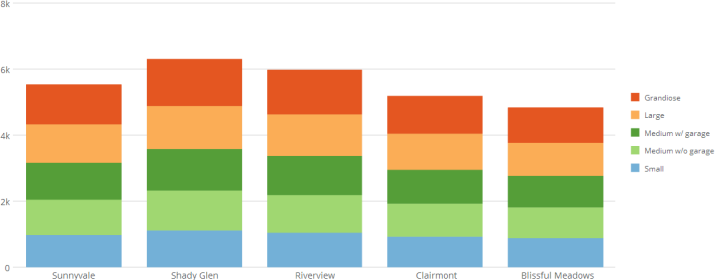 8k
6k
4k
2k
0
Sunnyvale Shady Glen Riverview Clairmont Blissful Meadows
Grandiose
Large
Medium w/ garage
Medium w/o garage
Small